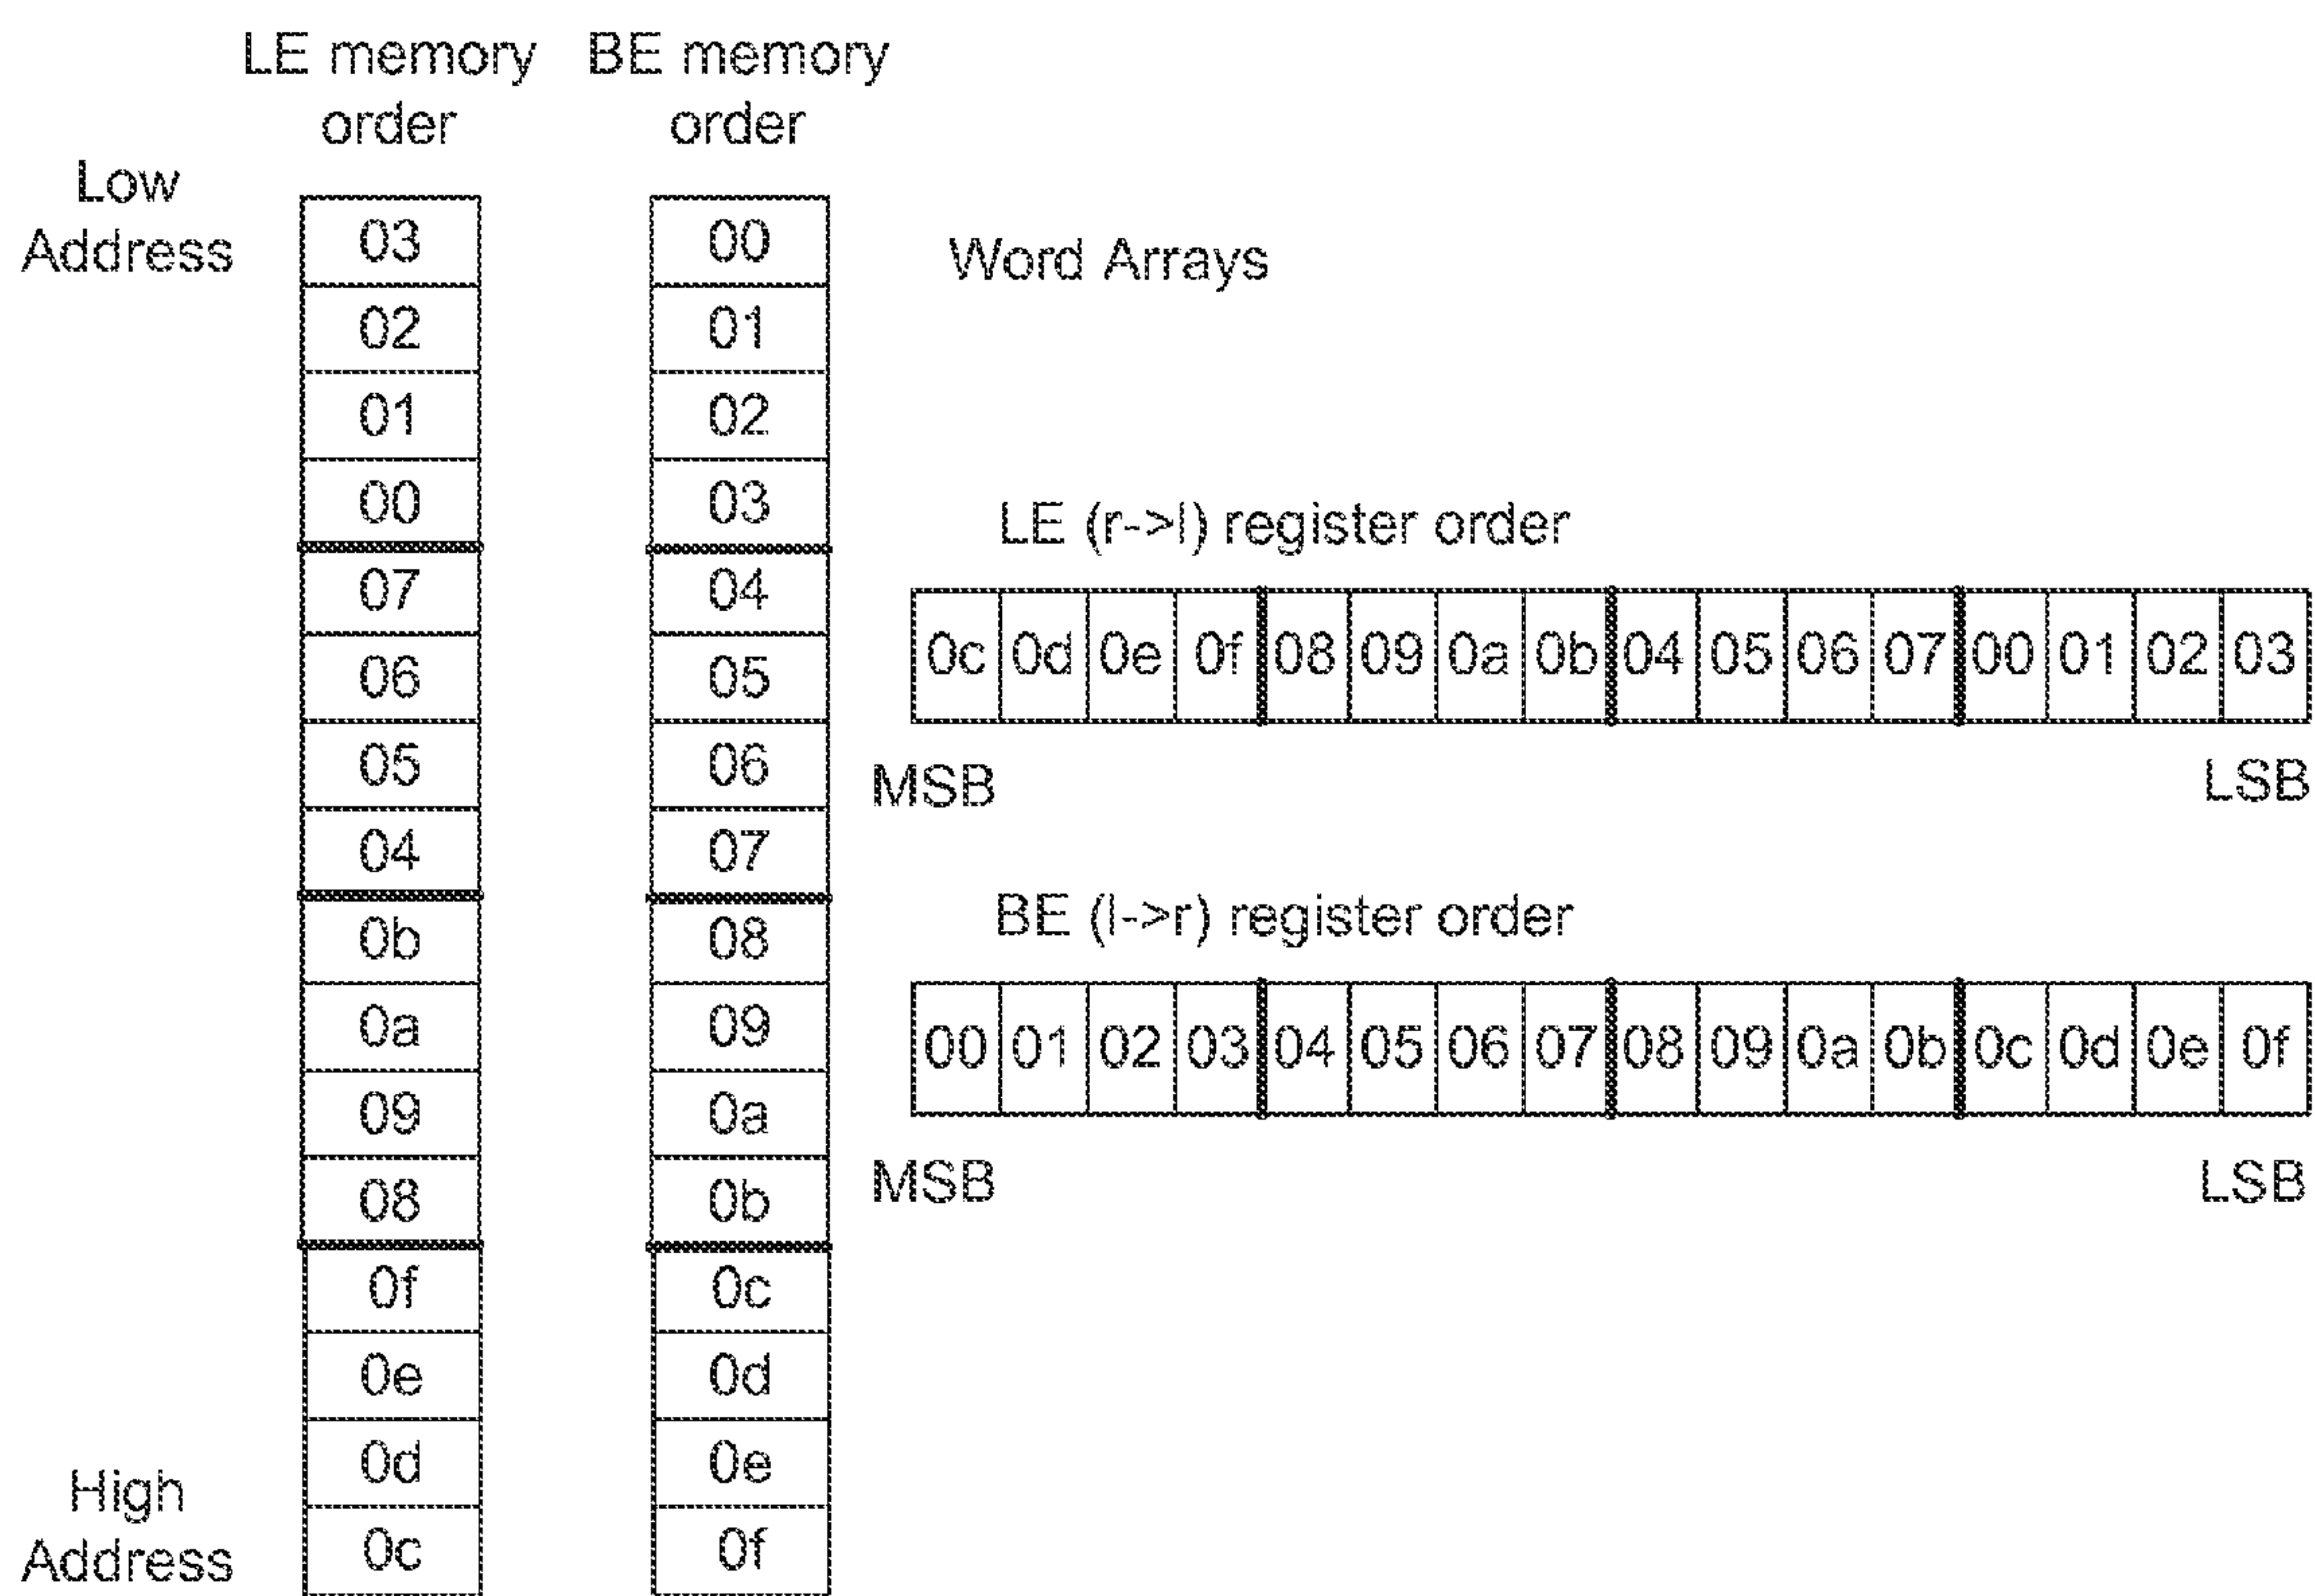 LE memory order
BE memory order
Low Address
High Address
03
02
01
00
07
06
05
04
0b
0a
09
08
0f
0e
0d
0c
00
01
02
03
04
05
06
07
08
09
0a
0b
0c
0d
0e
0f
Word Arrays
LE (r->l) register order
0c 0d 0e 0f 08 09 0a 0b 04 05 06 07 00 01 02 03
MSB LSB
BE (l->r) register order
00 01 02 03 04 05 06 07 08 09 0a 0b 0c 0d 0e 0f
MSB LSB